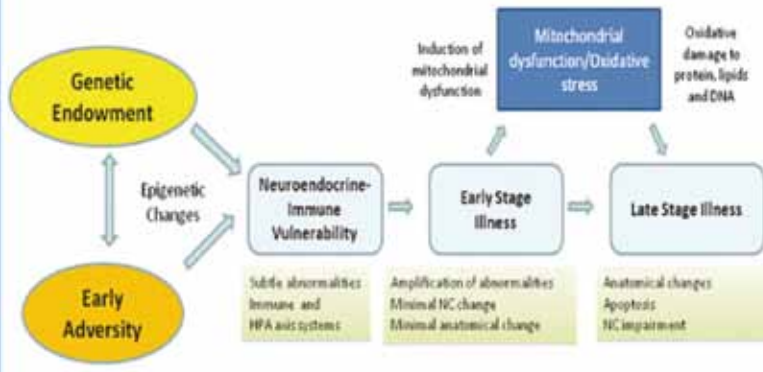 Genetic
Endowment
Epigenetic
Changes
Early
Adversity
Neuroendocrine-
Immune
Vulnerability
Subtle abnormalities
Immune and
HPA axis systems
Induction of
mitochondrial
dysfunction
Early Stage
Illness
Amplification of abnormalities
Minimal NC change
Minimal anatomical change
Mitochondrial
dysfunction/Oxidative
stress
Oxidative
damage to
protein, lipids
and DNA
Late Stage Illness
Anatomical changes
Apoptosis
NC impairment